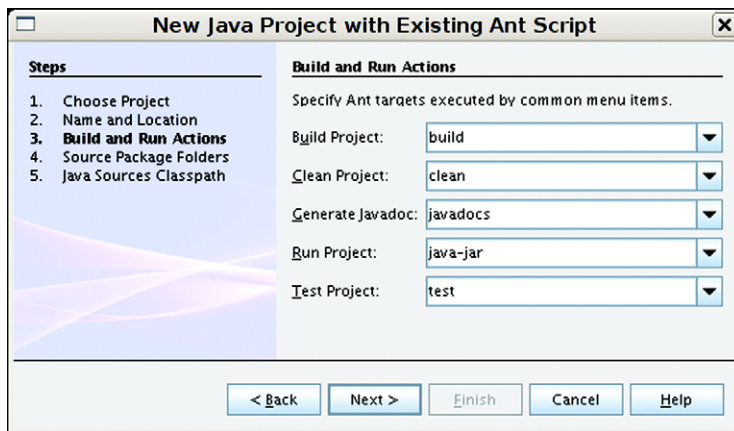 New Java Project with Existing Ant Script
Steps
1. Choose Project
2. Name and Location
3. Build and Run Actions
4. Source Package Folders
5. Java Sources Classpath
Build and Run Actions
Specify Ant targets executed by common menu items.
Build Project: build
Clean Project: clean
Generate Javadoc: javadocs
Run Project: java-jar
Test Project: test
< Back Next > Finish Cancel Help